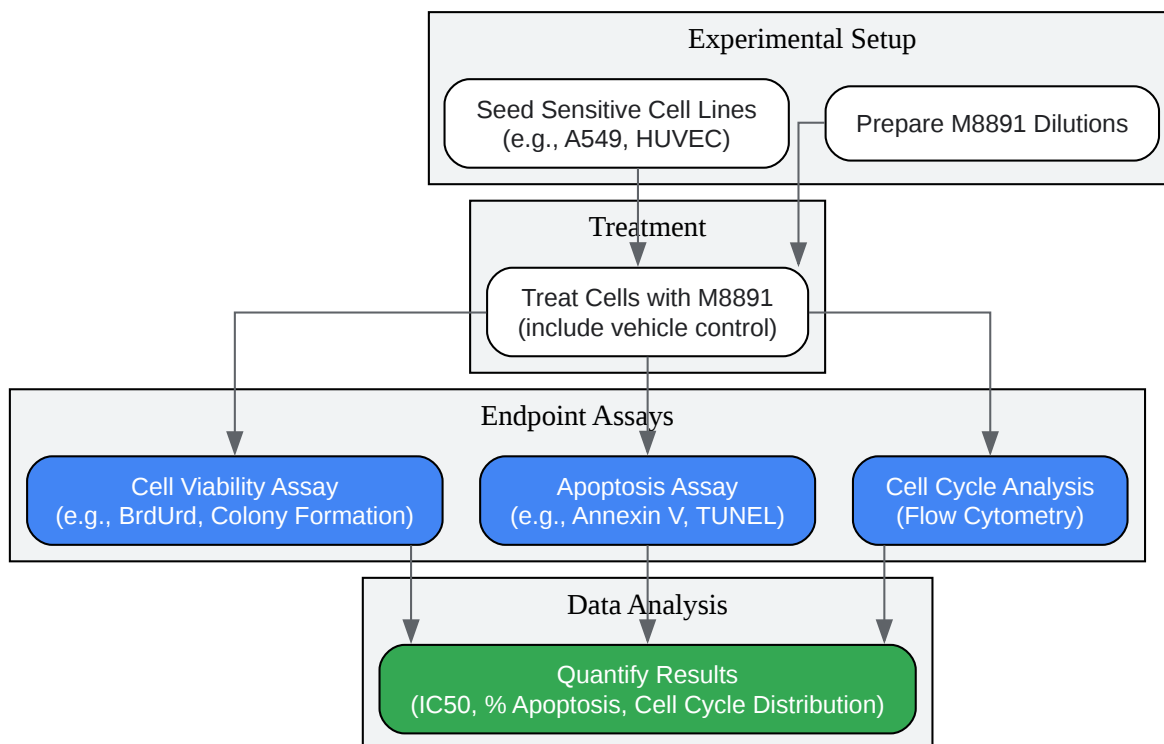 Experimental Setup
Seed Sensitive Cell Lines
(e.g., A549, HUVEC)
Prepare M8891 Dilutions
Treatment
Treat Cells with M8891
(include vehicle control)
Endpoint Assays
Cell Viability Assay
(e.g., BrdUrd, Colony Formation)
Apoptosis Assay
(e.g., Annexin V, TUNEL)
Cell Cycle Analysis
(Flow Cytometry)
Data Analysis
Quantify Results
(IC50, % Apoptosis, Cell Cycle Distribution)